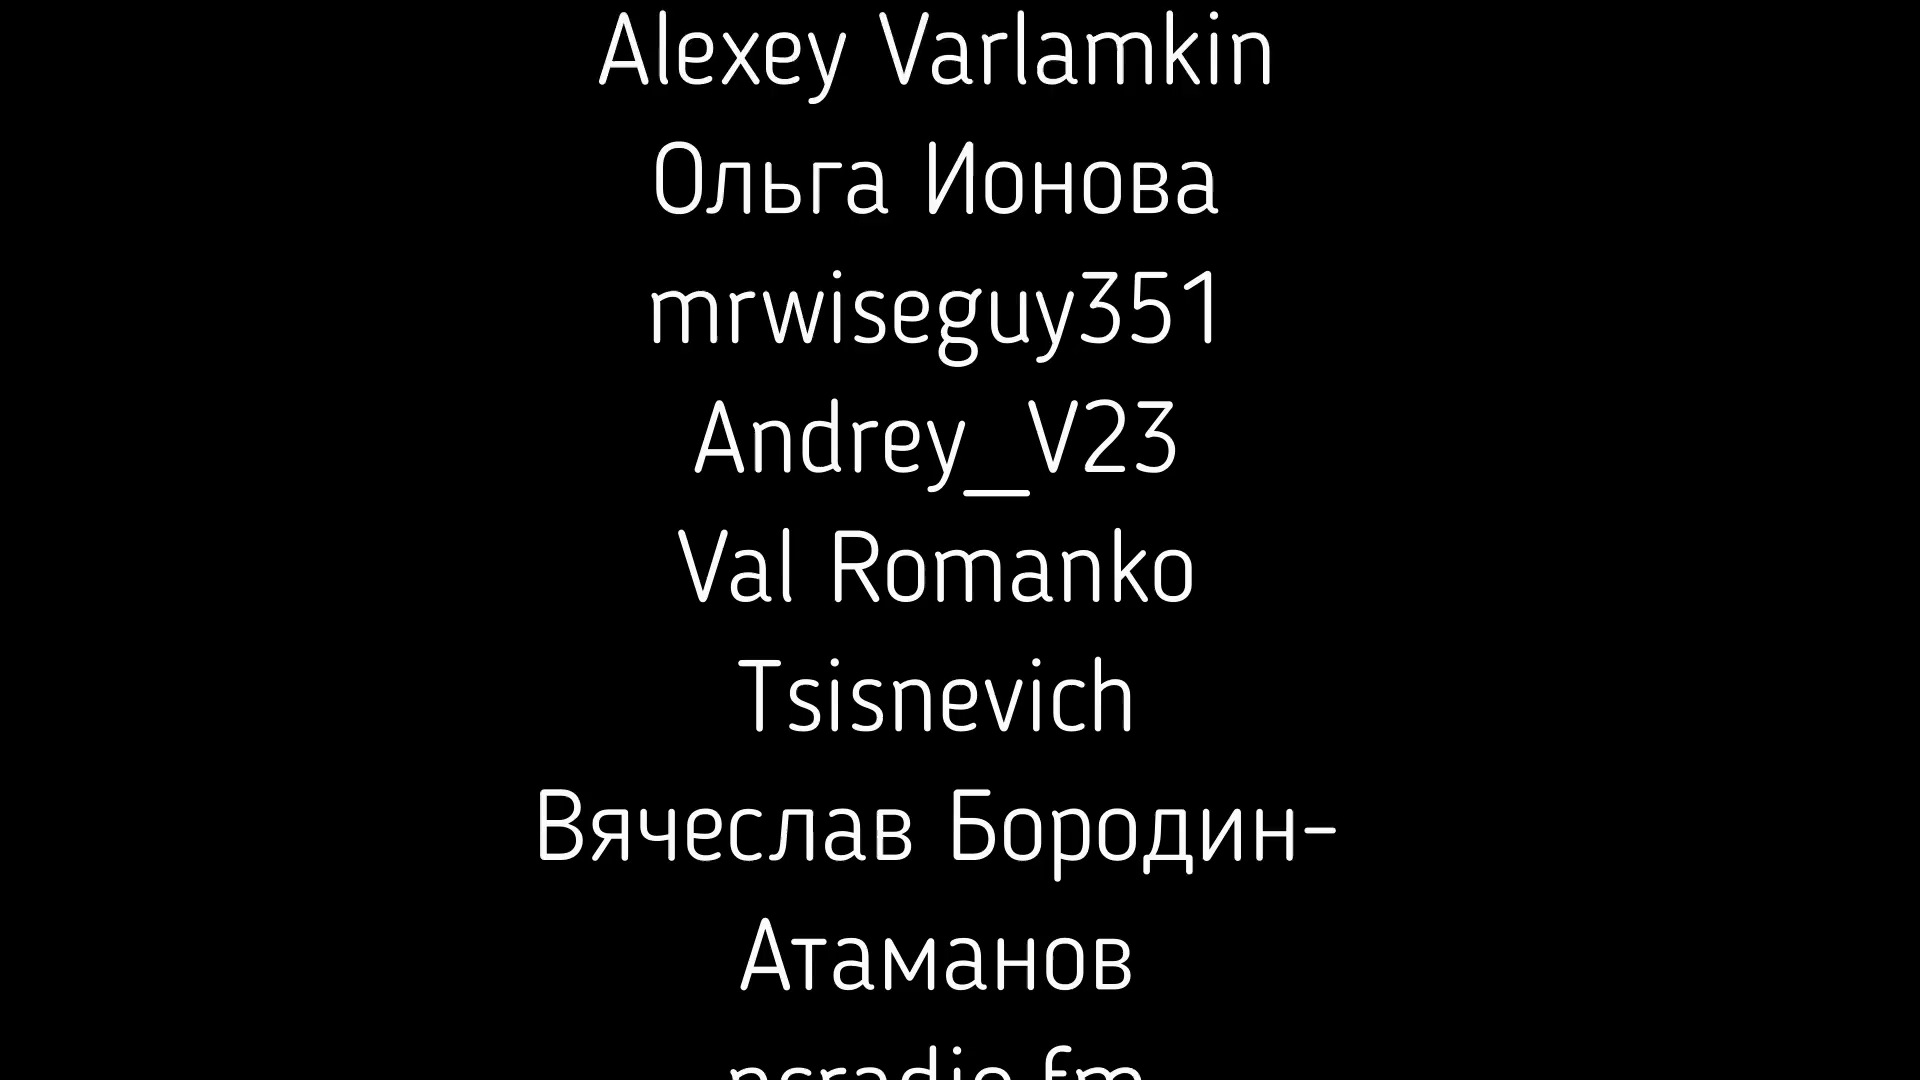 Alexey Varlamkin
Ольга Ионова
mrwiseguy351
Andrey_V23
Val Romanko
Tsisnevich
Вячеслав Бородин-
Атаманов